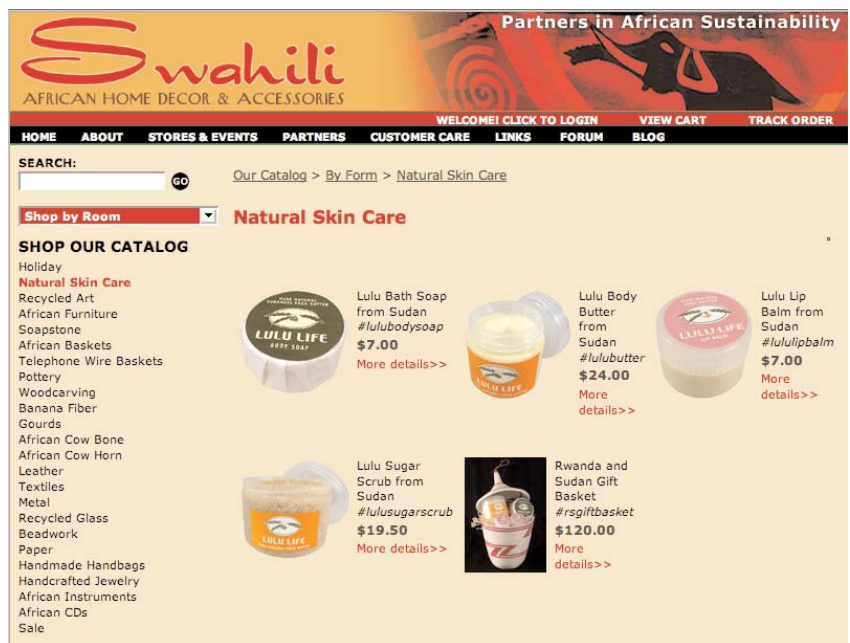 Partners in African Sustainability
Swahili
AFRICAN HOME DECOR & ACCESSORIES
WELCOME! CLICK TO LOGIN VIEW CART TRACK ORDER
HOME ABOUT STORES & EVENTS PARTNERS CUSTOMER CARE LINKS FORUM BLOG
SEARCH:
GO
Our Catalog > By Form > Natural Skin Care
Shop by Room
Natural Skin Care
SHOP OUR CATALOG
Holiday
Natural Skin Care
Recycled Art
African Furniture
Soapstone
African Baskets
Telephone Wire Baskets
Pottery
Woodcarving
Banana Fiber
Gourds
African Cow Bone
African Cow Horn
Leather
Textiles
Metal
Recycled Glass
Beadwork
Paper
Handmade Handbags
Handcrafted Jewelry
African Instruments
African CDs
Sale
LULU LIFE
BODY SOAP
Lulu Bath Soap
from Sudan
#lulubodysoap
$7.00
More details>>
LULU LIFE
Lulu Body
Butter
from
Sudan
#lulubutter
$24.00
More
details>>
LULU LIFE
LIP BALM
Lulu Lip
Balm from
Sudan
#lululipbalm
$7.00
More
details>>
LULU LIFE
Lulu Sugar
Scrub from
Sudan
#lulusugarscrub
$19.50
More details>>
Rwanda and
Sudan Gift
Basket
#rsgiftbasket
$120.00
More
details>>